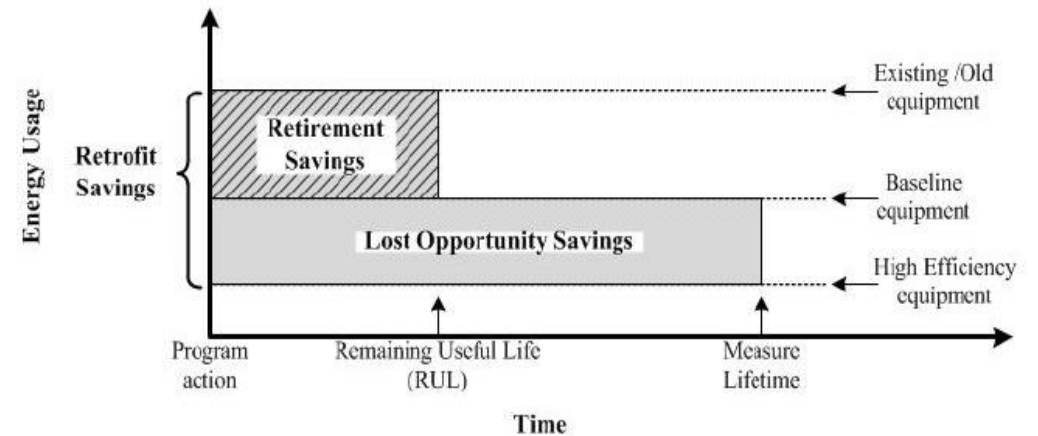 Energy Usage
Retrofit
Savings
Retirement
Savings
Lost Opportunity Savings
Existing /Old
equipment
Baseline
equipment
High Efficiency
equipment
Program
action
Remaining Useful Life
(RUL)
Measure
Lifetime
Time